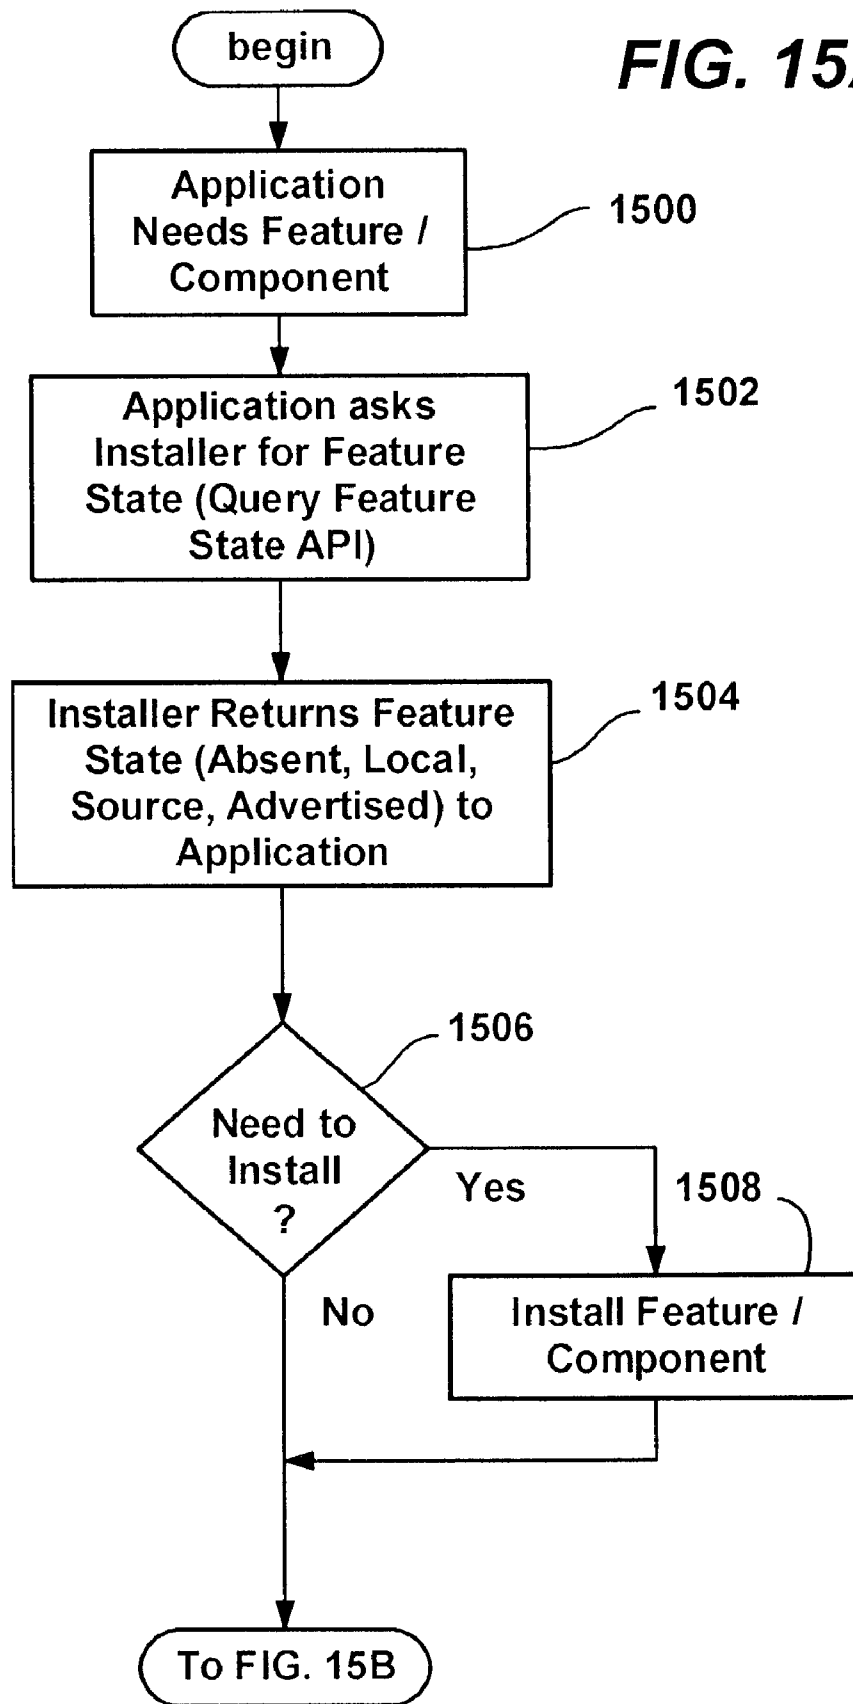 begin
FIG. 15
Application
Needs Feature /
Component
1500
Application asks
Installer for Feature
State (Query Feature
State API)
1502
Installer Returns Feature
State (Absent, Local,
Source, Advertised) to
Application
1504
1506
Need to
Install
?
Yes
1508
No
Install Feature /
Component
To FIG. 15B